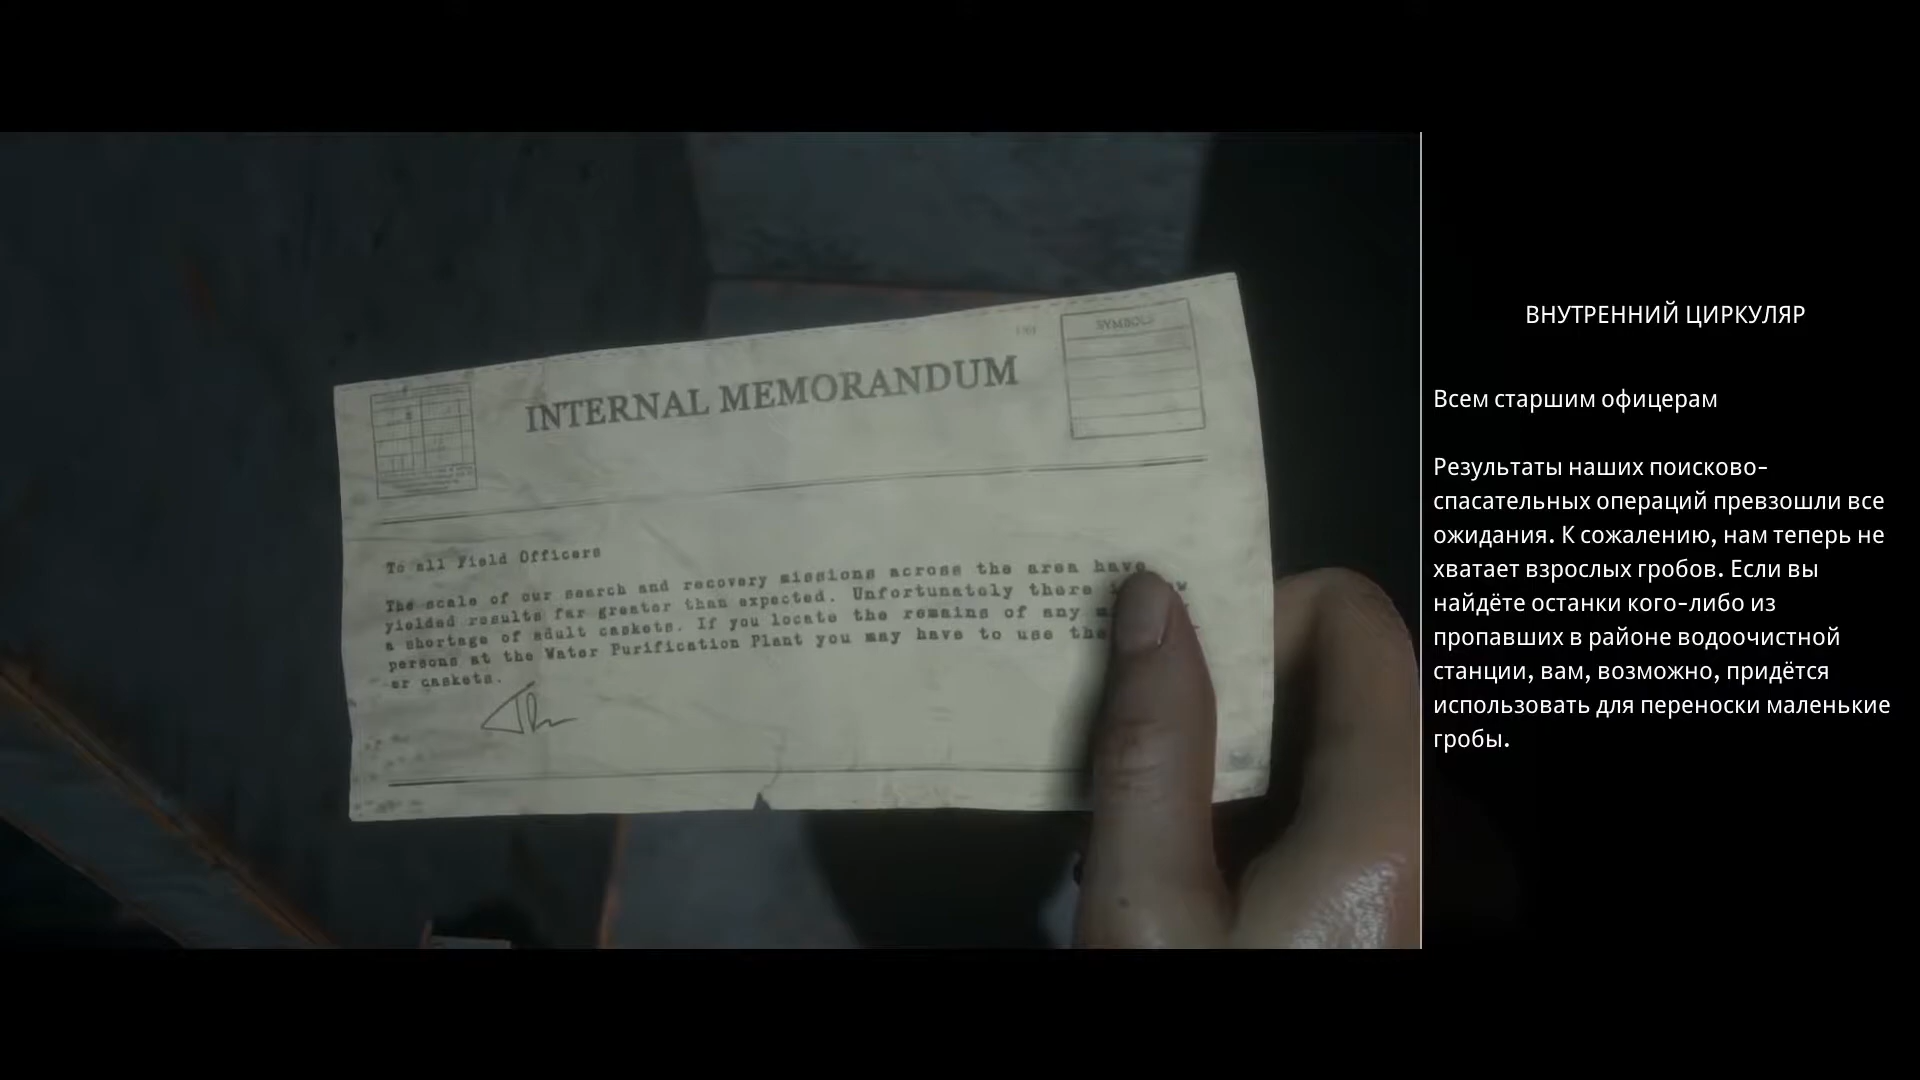 INTERNAL MEMORANDUM
SYMBOLS
To all Field Officers
The scale of our search and recovery missions across the area have
yielded results far greater than expected. Unfortunately there
a shortage of adult caskets. If you locate the remains of any
persons at the Water Purification Plant you may have to use the
er caskets.
ВНУТРЕННИЙ ЦИРКУЛЯР
Всем старшим офицерам
Результаты наших поисково-
спасательных операций превзошли все
ожидания. К сожалению, нам теперь не
хватает взрослых гробов. Если вы
найдёте останки кого-либо из
пропавших в районе водоочистной
станции, вам, возможно, придётся
использовать для переноски маленькие
гробы.